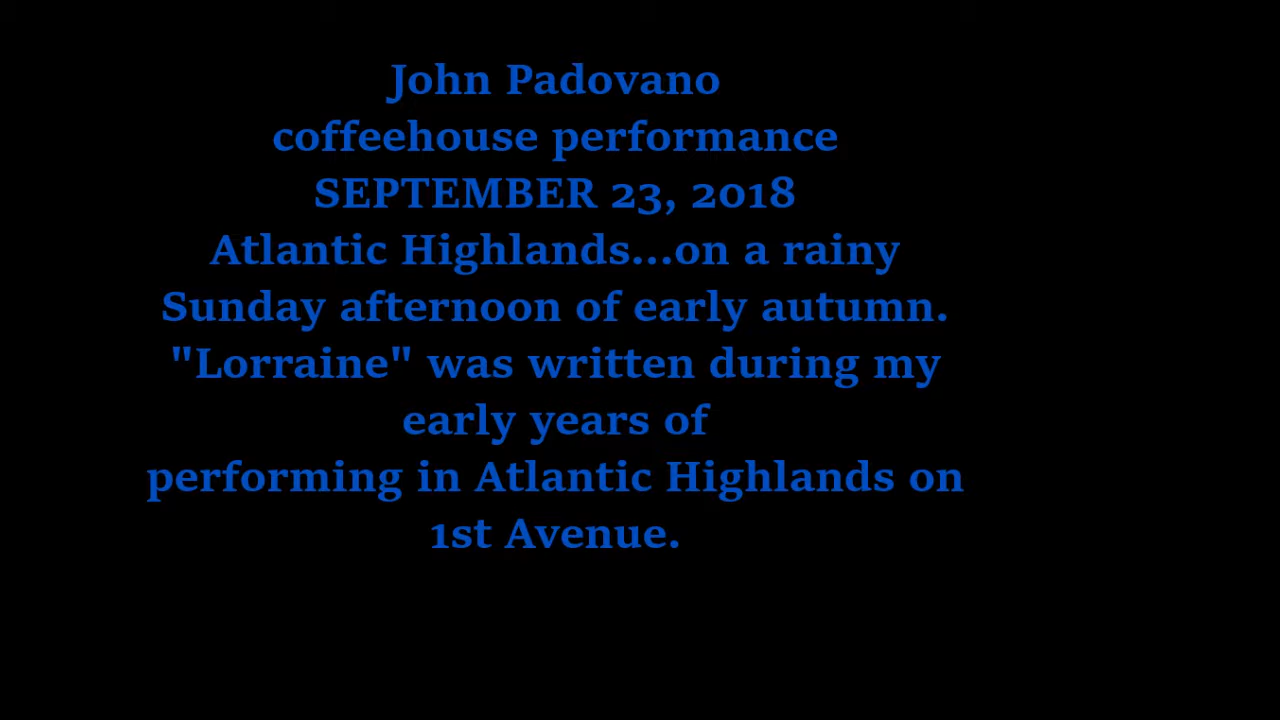 John Padovano
coffeehouse performance
SEPTEMBER 23, 2018
Atlantic Highlands...on a rainy
Sunday afternoon of early autumn.
"Lorraine" was written during my
early years of
performing in Atlantic Highlands on
1st Avenue.